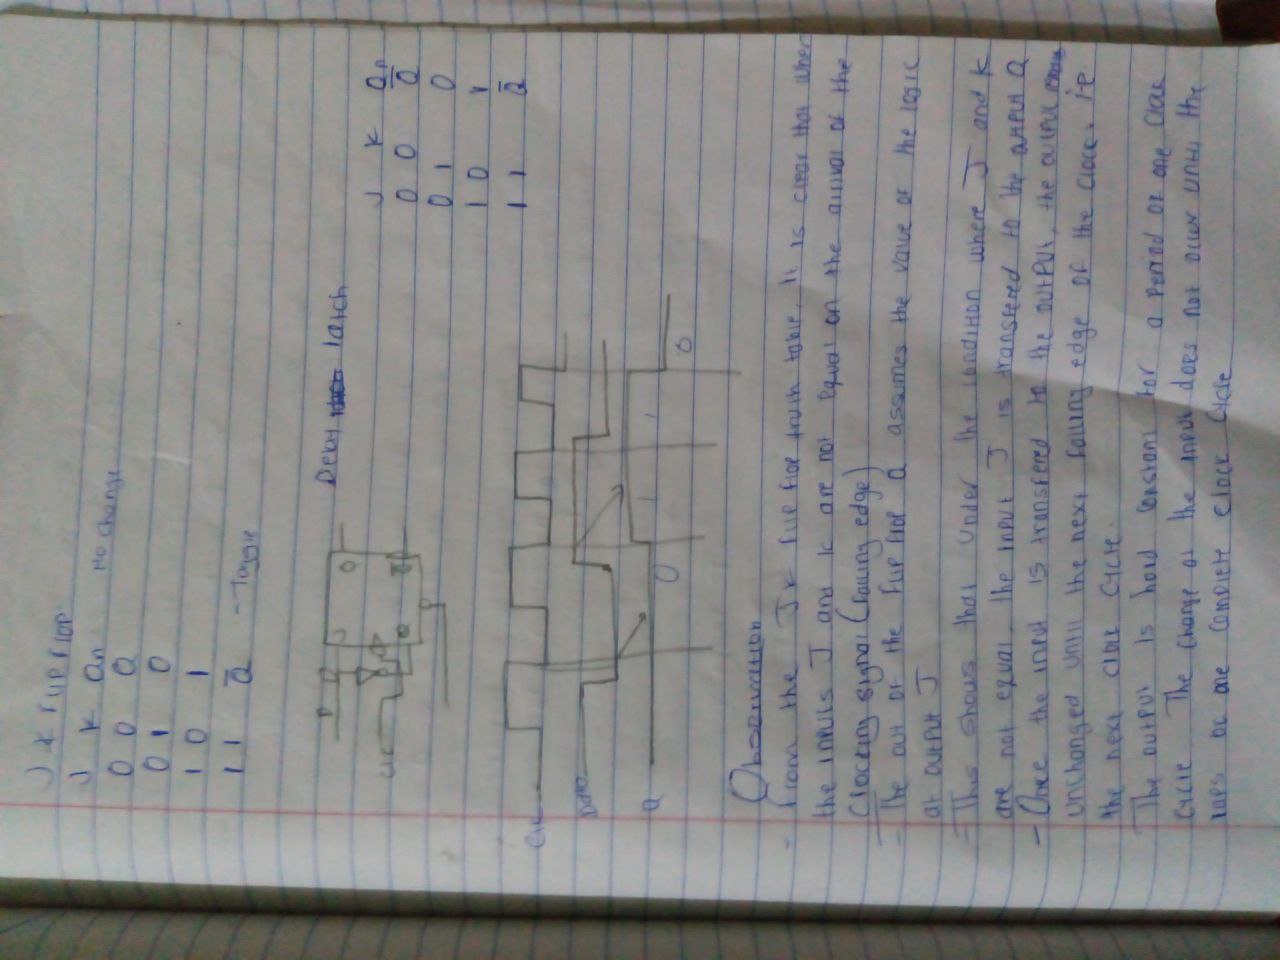 J K FLIP FLOP
J K Qn No change
0 0 Q
0 1 0
1 0 1
1 1 Q̅ - Toggle
Delay latch
D
J Q
CLK
Q̅
J K Qn
0 0 Q̅
0 1 0
1 0 1
1 1 Q̅
CLK
Data
Q 0 1 1 0
Observation
- From the JK flip flop truth table. It is clear that when
the inputs J and K are not equal on the arrival of the
clocking signal (falling edge)
- The out of the flip flop Q assumes the value of the logic
at output J
- This shows that under the condition where J and K
are not equal. the input J is transfered to the output Q
- Once the input is transfered to the output, the output
unchanged until the next falling edge of the clock. i.e
the next clock cycle.
The output is hold constant for a period of one clock
cycle. The change at the input does not occur until the
laps of one complete clock cycle